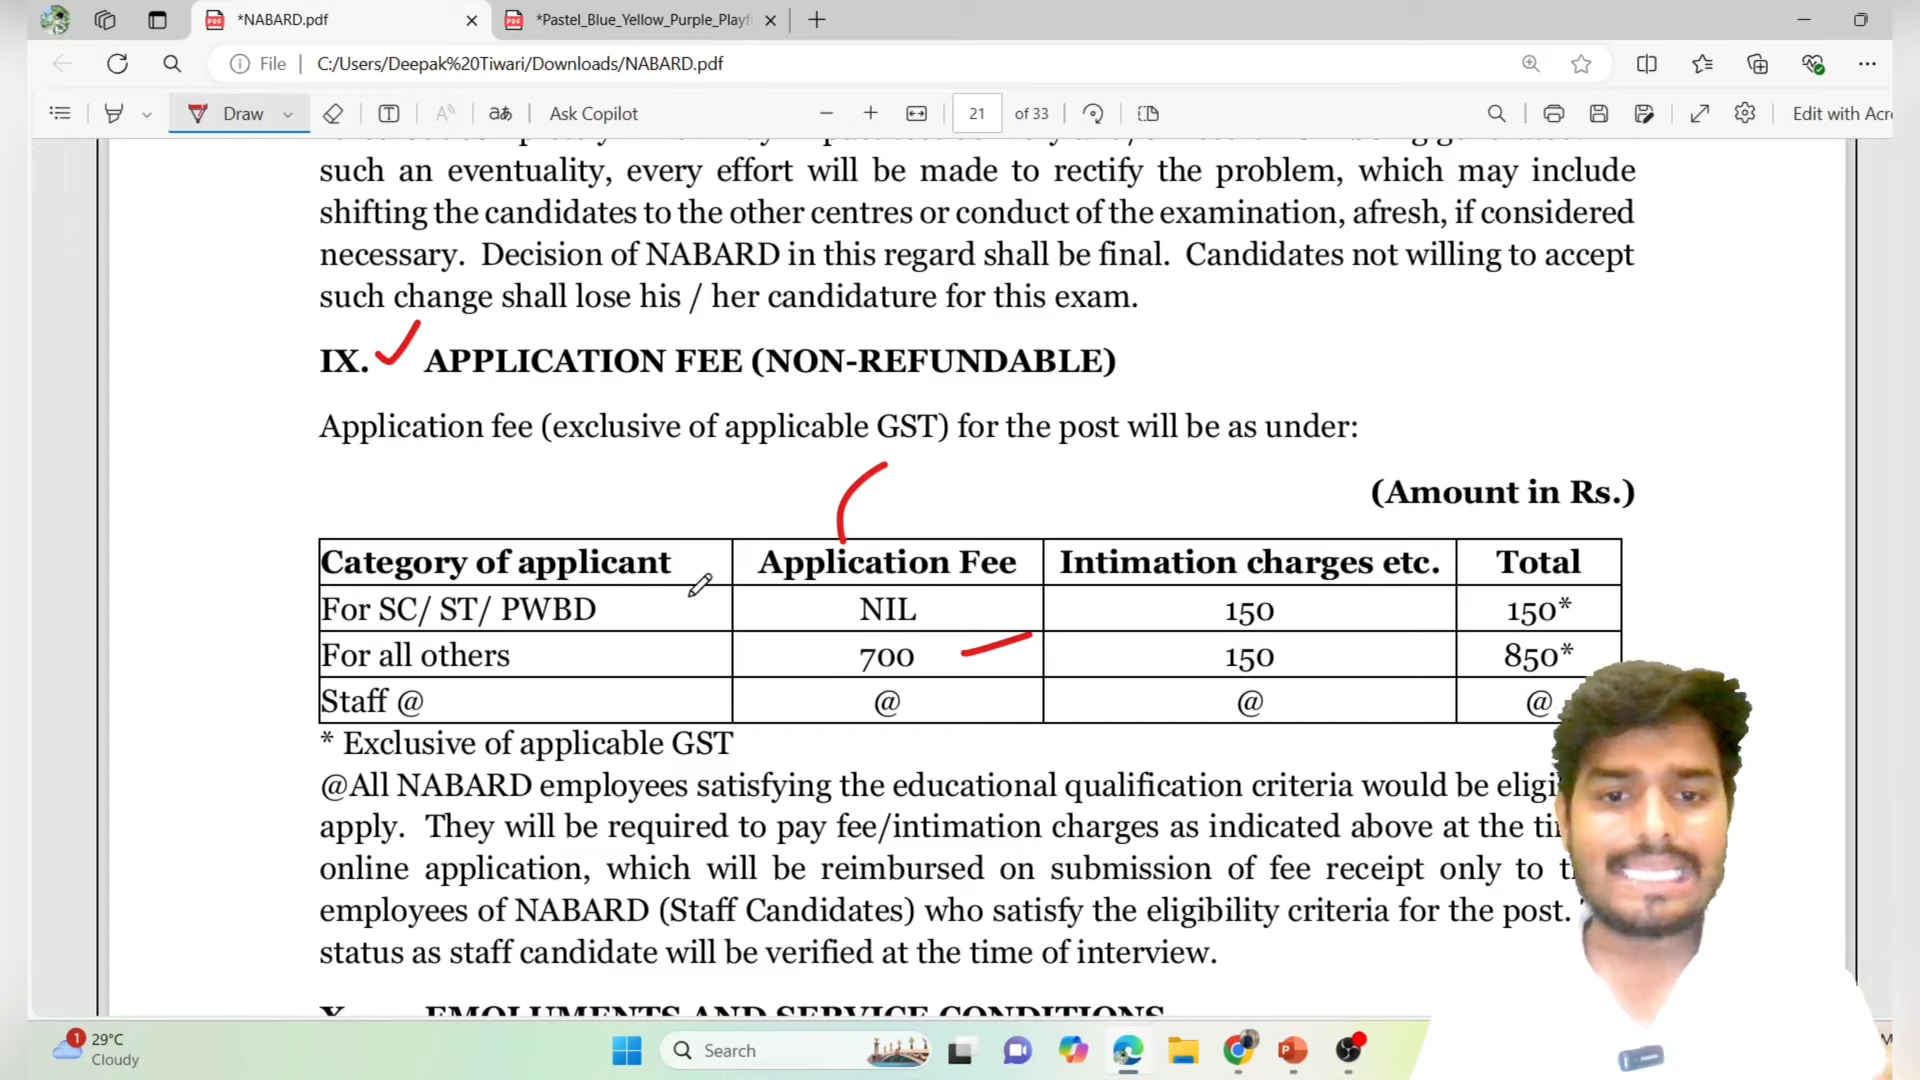 *NABARD.pdf
*Pastel_Blue_Yellow_Purple_Playf
File
C:/Users/Deepak%20Tiwari/Downloads/NABARD.pdf
Draw
aあ
Ask Copilot
21 of 33
Edit with Acro
such an eventuality, every effort will be made to rectify the problem, which may include
shifting the candidates to the other centres or conduct of the examination, afresh, if considered
necessary. Decision of NABARD in this regard shall be final. Candidates not willing to accept
such change shall lose his / her candidature for this exam.
IX. APPLICATION FEE (NON-REFUNDABLE)
Application fee (exclusive of applicable GST) for the post will be as under:
(Amount in Rs.)
Category of applicant Application Fee Intimation charges etc. Total
For SC/ ST/ PWBD NIL 150 150*
For all others 700 150 850*
Staff @ @ @ @
* Exclusive of applicable GST
@All NABARD employees satisfying the educational qualification criteria would be eligi
apply. They will be required to pay fee/intimation charges as indicated above at the ti
online application, which will be reimbursed on submission of fee receipt only to t
employees of NABARD (Staff Candidates) who satisfy the eligibility criteria for the post.
status as staff candidate will be verified at the time of interview.
X. EMOLUMENTS AND SERVICE CONDITIONS
1
29°C
Cloudy
Search